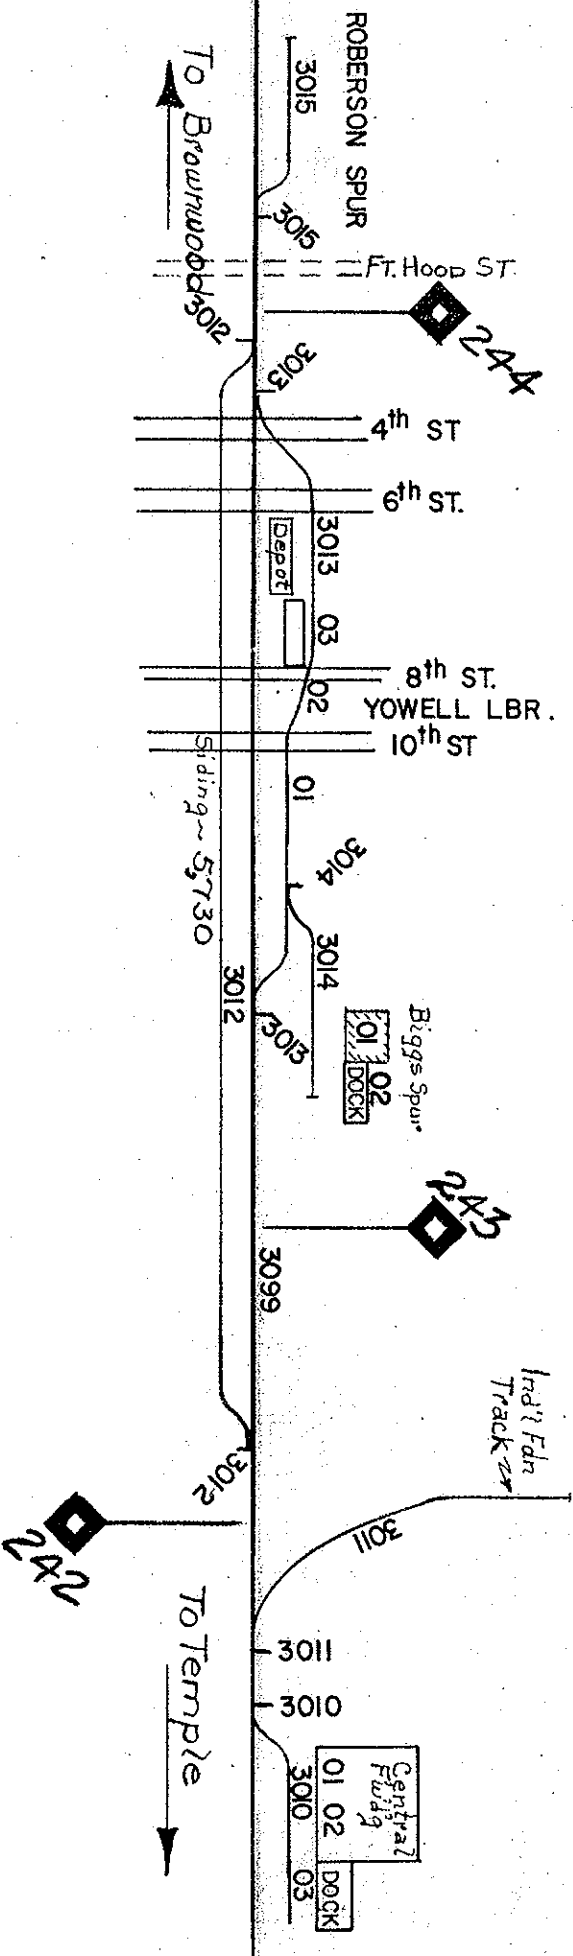 ROBERSON SPUR
3015
3015
To Brownwood
FT. HOOD ST.
244
3012
3013
4th ST
6th ST.
3013
03
Depot
8th ST.
02
YOWELL LBR.
10th ST
01
Siding ~ 5,730
3014
3014
3012
3013
Biggs Spur
01
02
DOCK
243
3099
Ind'l Fdn
Track
3011
3012
242
To Temple
3011
3010
3010
Central
Fwdg
01 02
03
DOCK